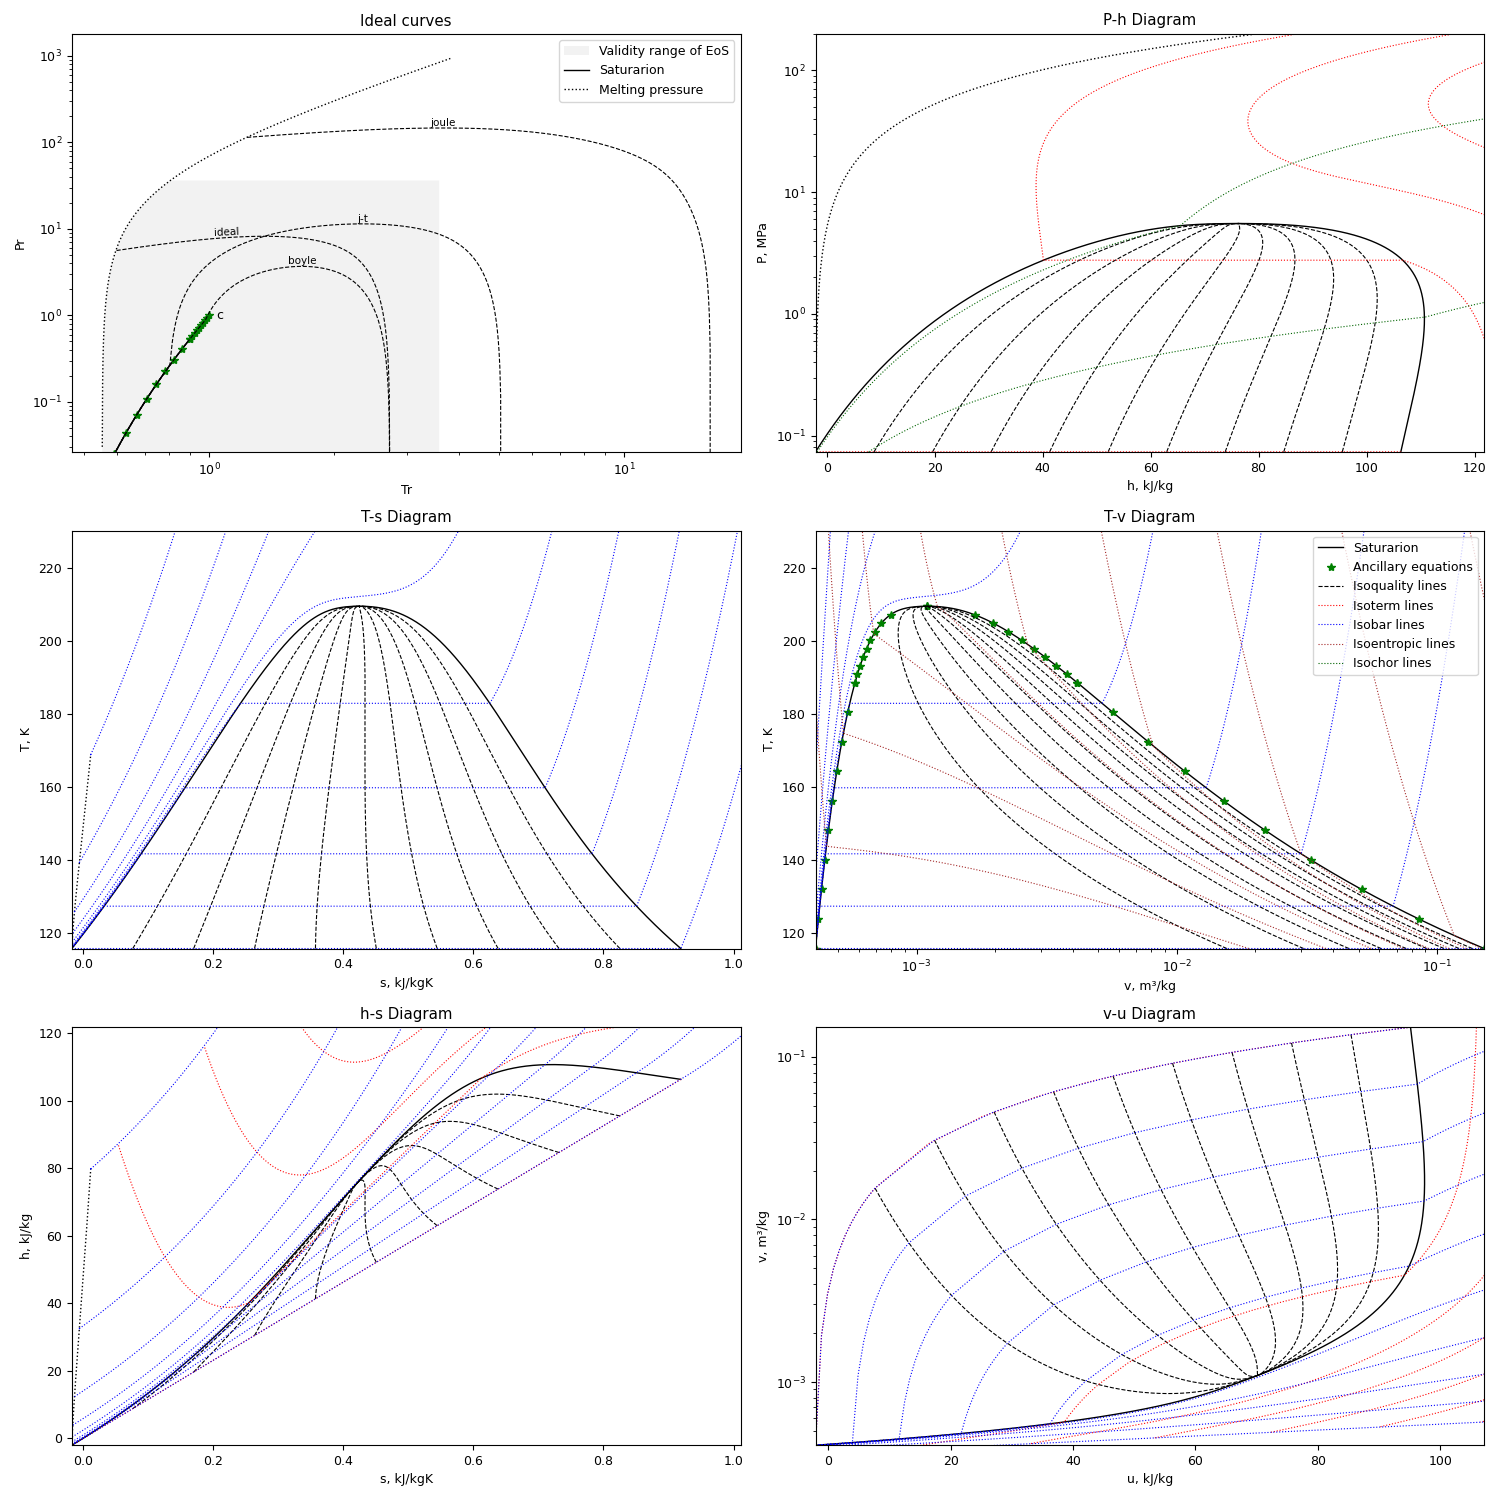 Ideal curves
10³
10²
10¹
10⁰
10⁻¹
Pr
Validity range of EoS
Saturarion
Melting pressure
joule
j-t
ideal
boyle
c
10⁰
10¹
Tr
P-h Diagram
10²
10¹
10⁰
10⁻¹
P, MPa
0 20 40 60 80 100 120
h, kJ/kg
T-s Diagram
220
200
180
160
140
120
T, K
0.0 0.2 0.4 0.6 0.8 1.0
s, kJ/kgK
T-v Diagram
220
200
180
160
140
120
T, K
Saturarion
Ancillary equations
Isoquality lines
Isoterm lines
Isobar lines
Isoentropic lines
Isochor lines
10⁻³ 10⁻² 10⁻¹
v, m³/kg
h-s Diagram
120
100
80
60
40
20
0
h, kJ/kg
0.0 0.2 0.4 0.6 0.8 1.0
s, kJ/kgK
v-u Diagram
10⁻¹
10⁻²
10⁻³
v, m³/kg
0 20 40 60 80 100
u, kJ/kg